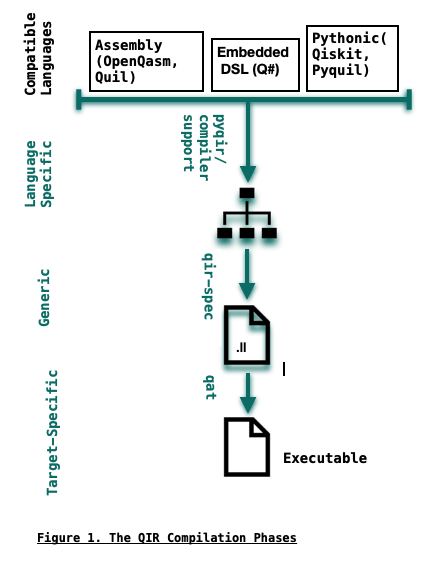 Compatible
Languages
Assembly
(OpenQasm,
Quil)
Embedded
DSL (Q#)
Pythonic(
Qiskit,
Pyquil)
Language
Specific
pyqir/
compiler
support
Generic
qir-spec
.ll
Target-Specific
qat
Executable
Figure 1. The QIR Compilation Phases